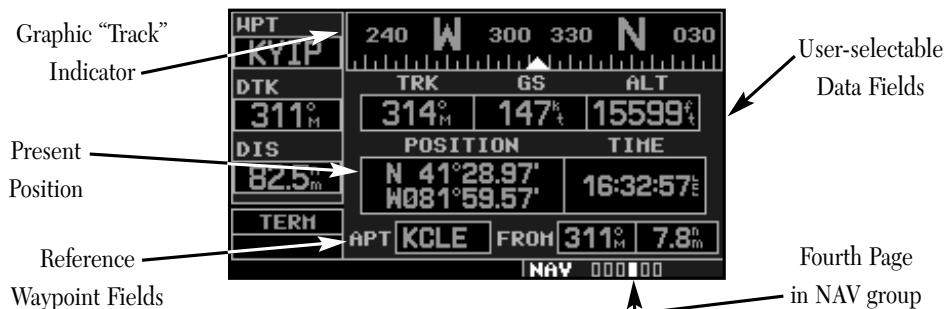 Graphic “Track”
Indicator
Present
Position
Reference
Waypoint Fields
WPT
KYIP
DTK
311°M
DIS
82.5nm
TERM
240 W 300 330 N 030
TRK GS ALT
314°M 147kt 15599ft
POSITION TIME
N 41°28.97'
W081°59.57'
16:32:57
APT KCLE FROM 311°M 7.8nm
NAV
User-selectable
Data Fields
Fourth Page
in NAV group